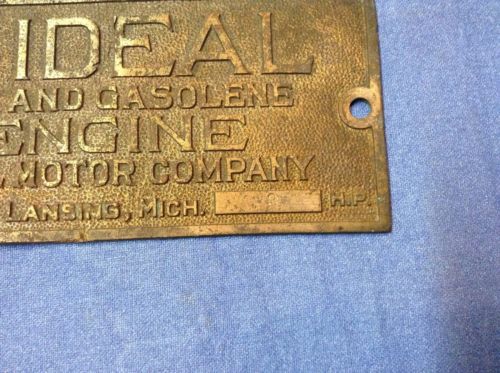 IDEAL
AND GASOLENE
ENGINE
MOTOR COMPANY
LANSING, MICH. H.P.